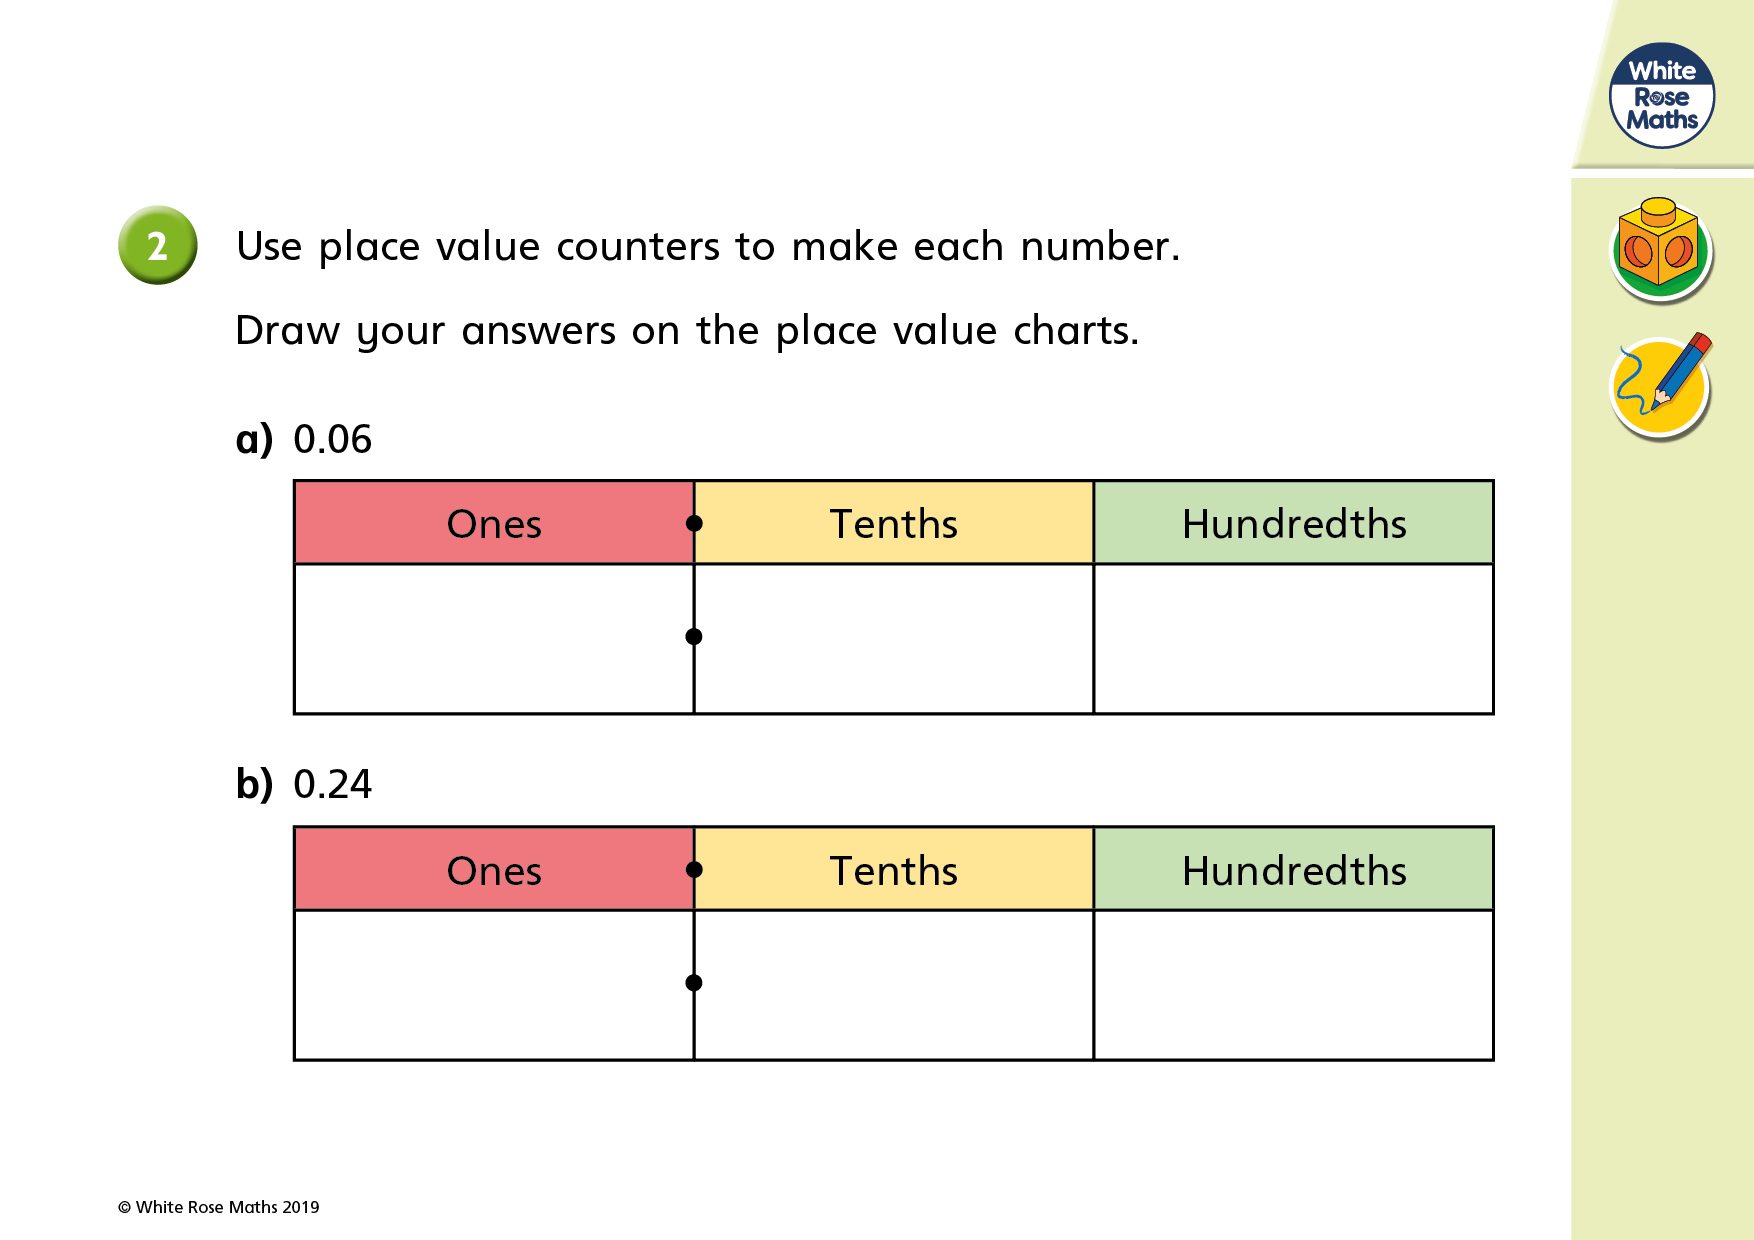 White
Rose
Maths
2 Use place value counters to make each number.
Draw your answers on the place value charts.
a) 0.06
Ones Tenths Hundredths
b) 0.24
Ones Tenths Hundredths
© White Rose Maths 2019